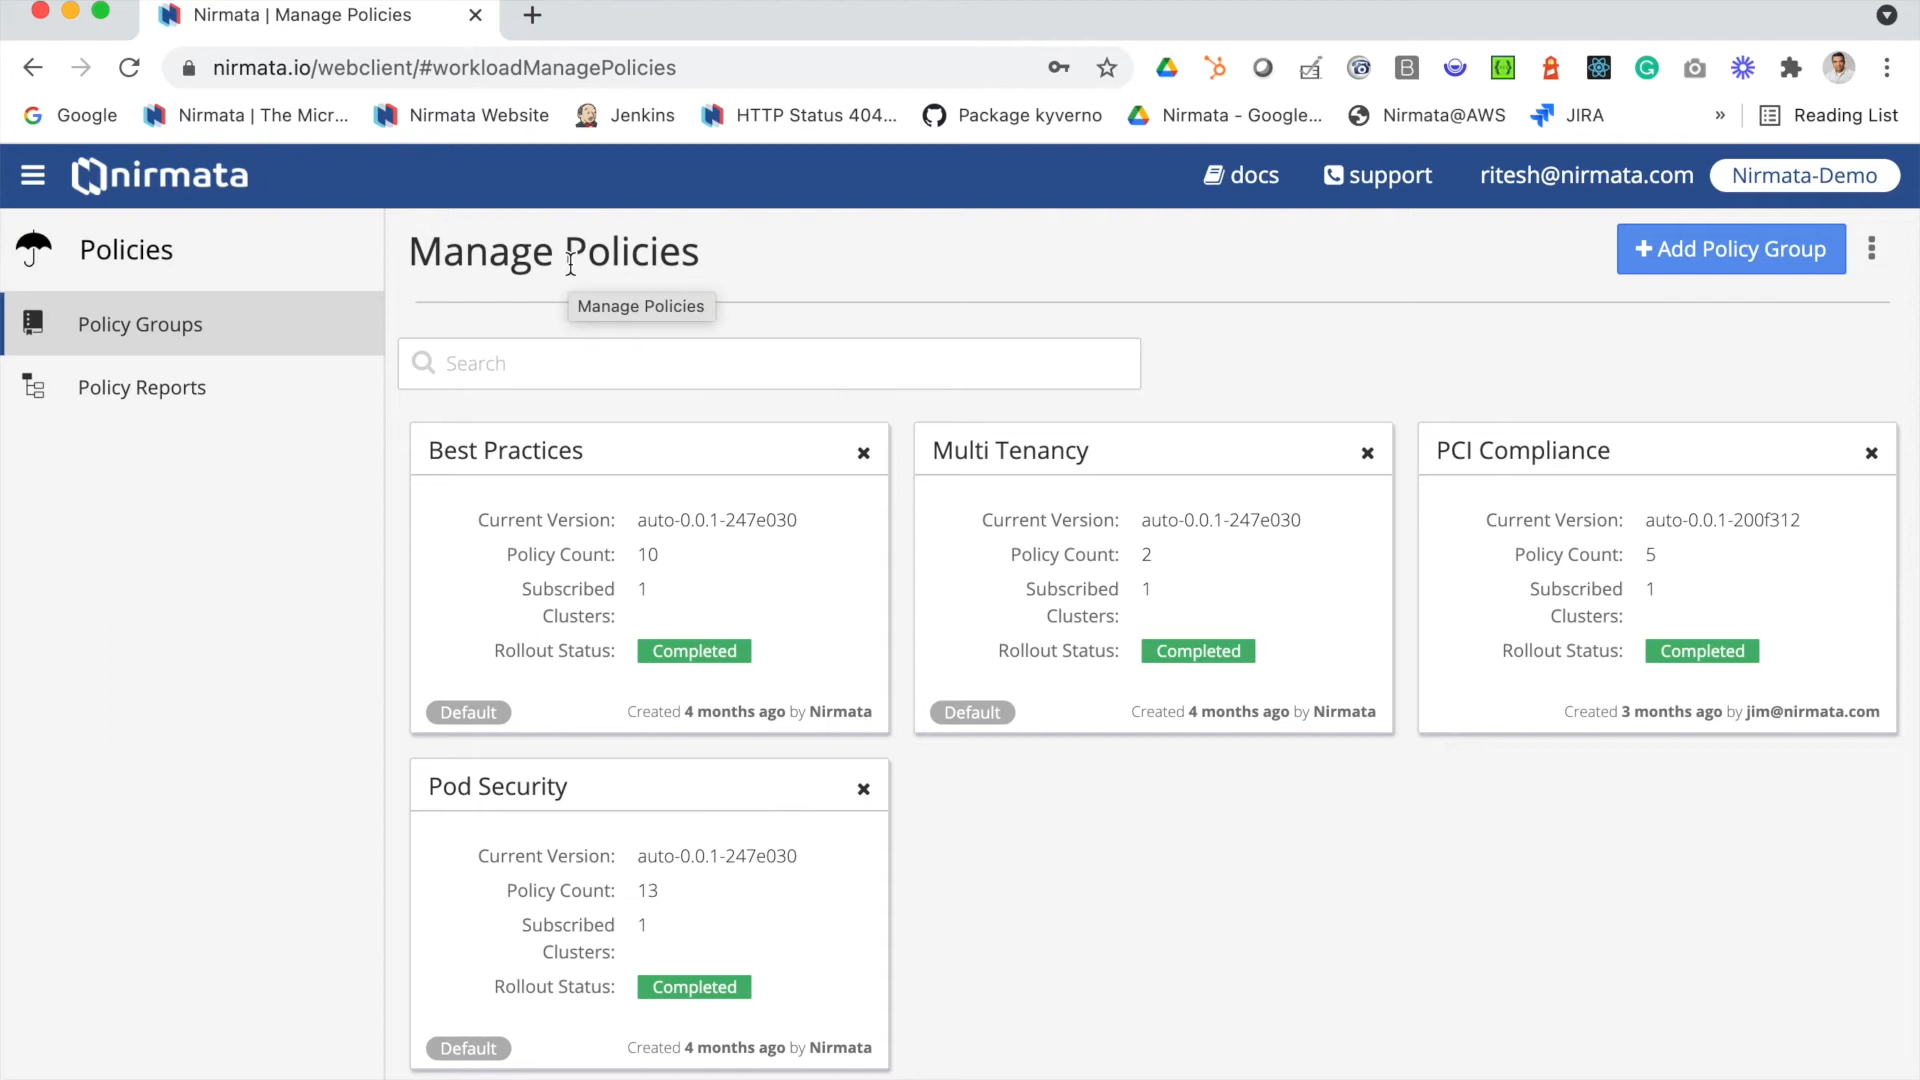 Nirmata | Manage Policies
nirmata.io/webclient/#workloadManagePolicies
Google
Nirmata | The Micr...
Nirmata Website
Jenkins
HTTP Status 404...
Package kyverno
Nirmata - Google...
Nirmata@AWS
JIRA
»
Reading List
nirmata
docs
support
ritesh@nirmata.com
Nirmata-Demo
Policies
Policy Groups
Policy Reports
Manage Policies
+ Add Policy Group
Manage Policies
Search
Best Practices
Current Version: auto-0.0.1-247e030
Policy Count: 10
Subscribed 1
Clusters:
Rollout Status: Completed
Default
Created 4 months ago by Nirmata
Multi Tenancy
Current Version: auto-0.0.1-247e030
Policy Count: 2
Subscribed 1
Clusters:
Rollout Status: Completed
Default
Created 4 months ago by Nirmata
PCI Compliance
Current Version: auto-0.0.1-200f312
Policy Count: 5
Subscribed 1
Clusters:
Rollout Status: Completed
Created 3 months ago by jim@nirmata.com
Pod Security
Current Version: auto-0.0.1-247e030
Policy Count: 13
Subscribed 1
Clusters:
Rollout Status: Completed
Default
Created 4 months ago by Nirmata